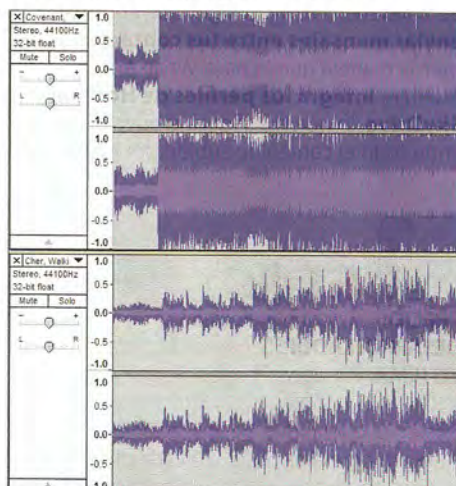 × Covenant, ▼
Stereo, 44100Hz
32-bit float
Mute Solo
- +
L R
1.0
0.5-
0.0-
-0.5-
-1.0
1.0
0.5-
0.0-
-0.5-
-1.0
× Cher, Walki ▼
Stereo, 44100Hz
32-bit float
Mute Solo
- +
L R
1.0
0.5-
0.0-
-0.5-
-1.0
1.0
0.5-
0.0-
-0.5-
-1.0